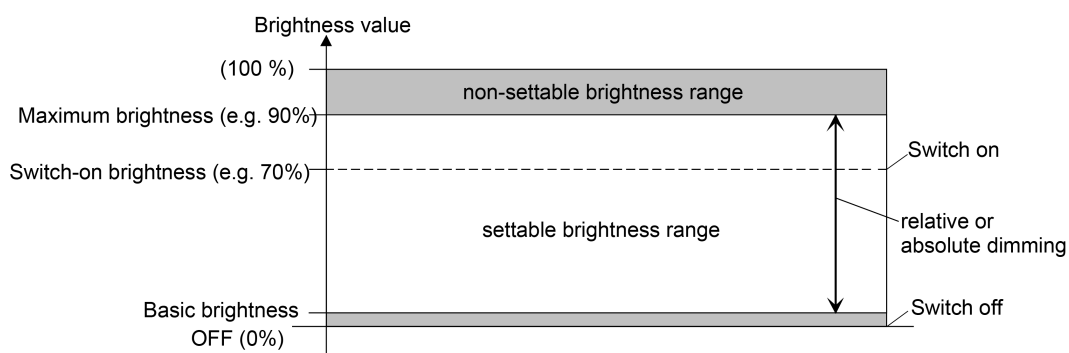 Brightness value
(100 %)
non-settable brightness range
Maximum brightness (e.g. 90%)
Switch on
Switch-on brightness (e.g. 70%)
relative or
absolute dimming
settable brightness range
Basic brightness
Switch off
OFF (0%)